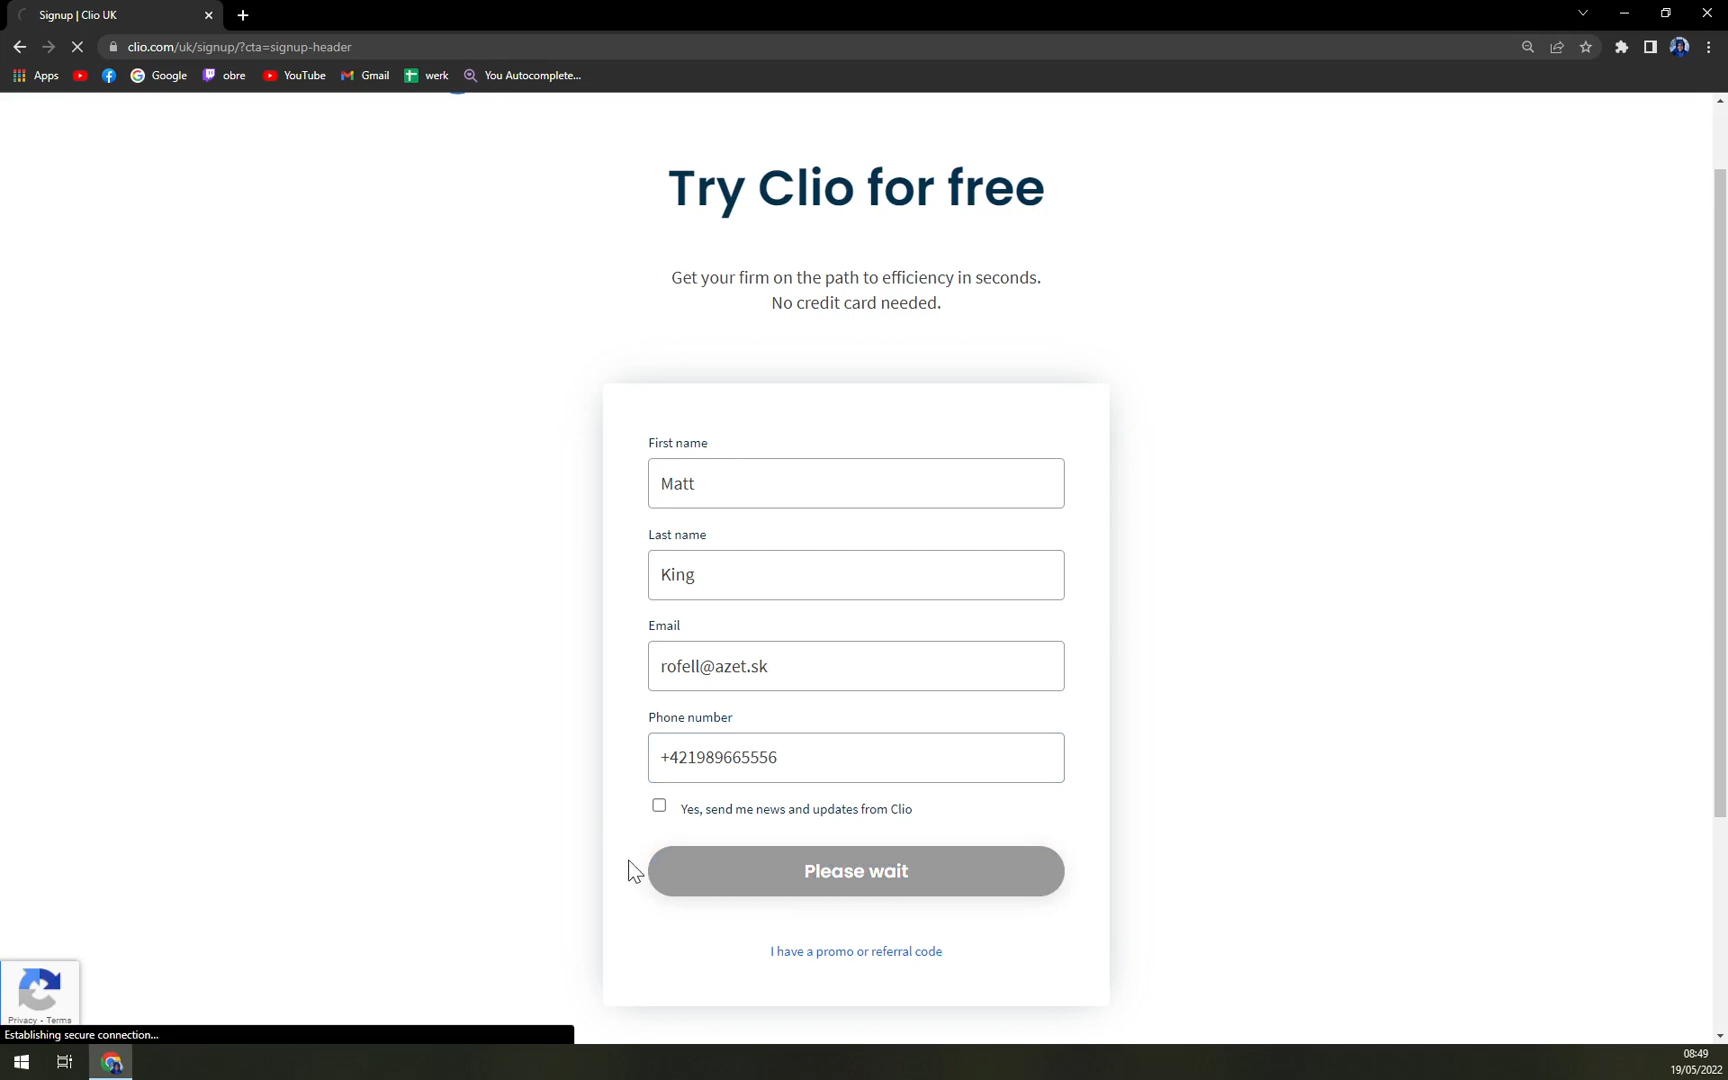 Signup | Clio UK
clio.com/uk/signup/?cta=signup-header
Apps
Google
obre
YouTube
Gmail
werk
You Autocomplete...
Try Clio for free
Get your firm on the path to efficiency in seconds.
No credit card needed.
First name
Matt
Last name
King
Email
rofell@azet.sk
Phone number
+421989665556
Yes, send me news and updates from Clio
Please wait
I have a promo or referral code
Privacy - Terms
Establishing secure connection...
08:49
19/05/2022